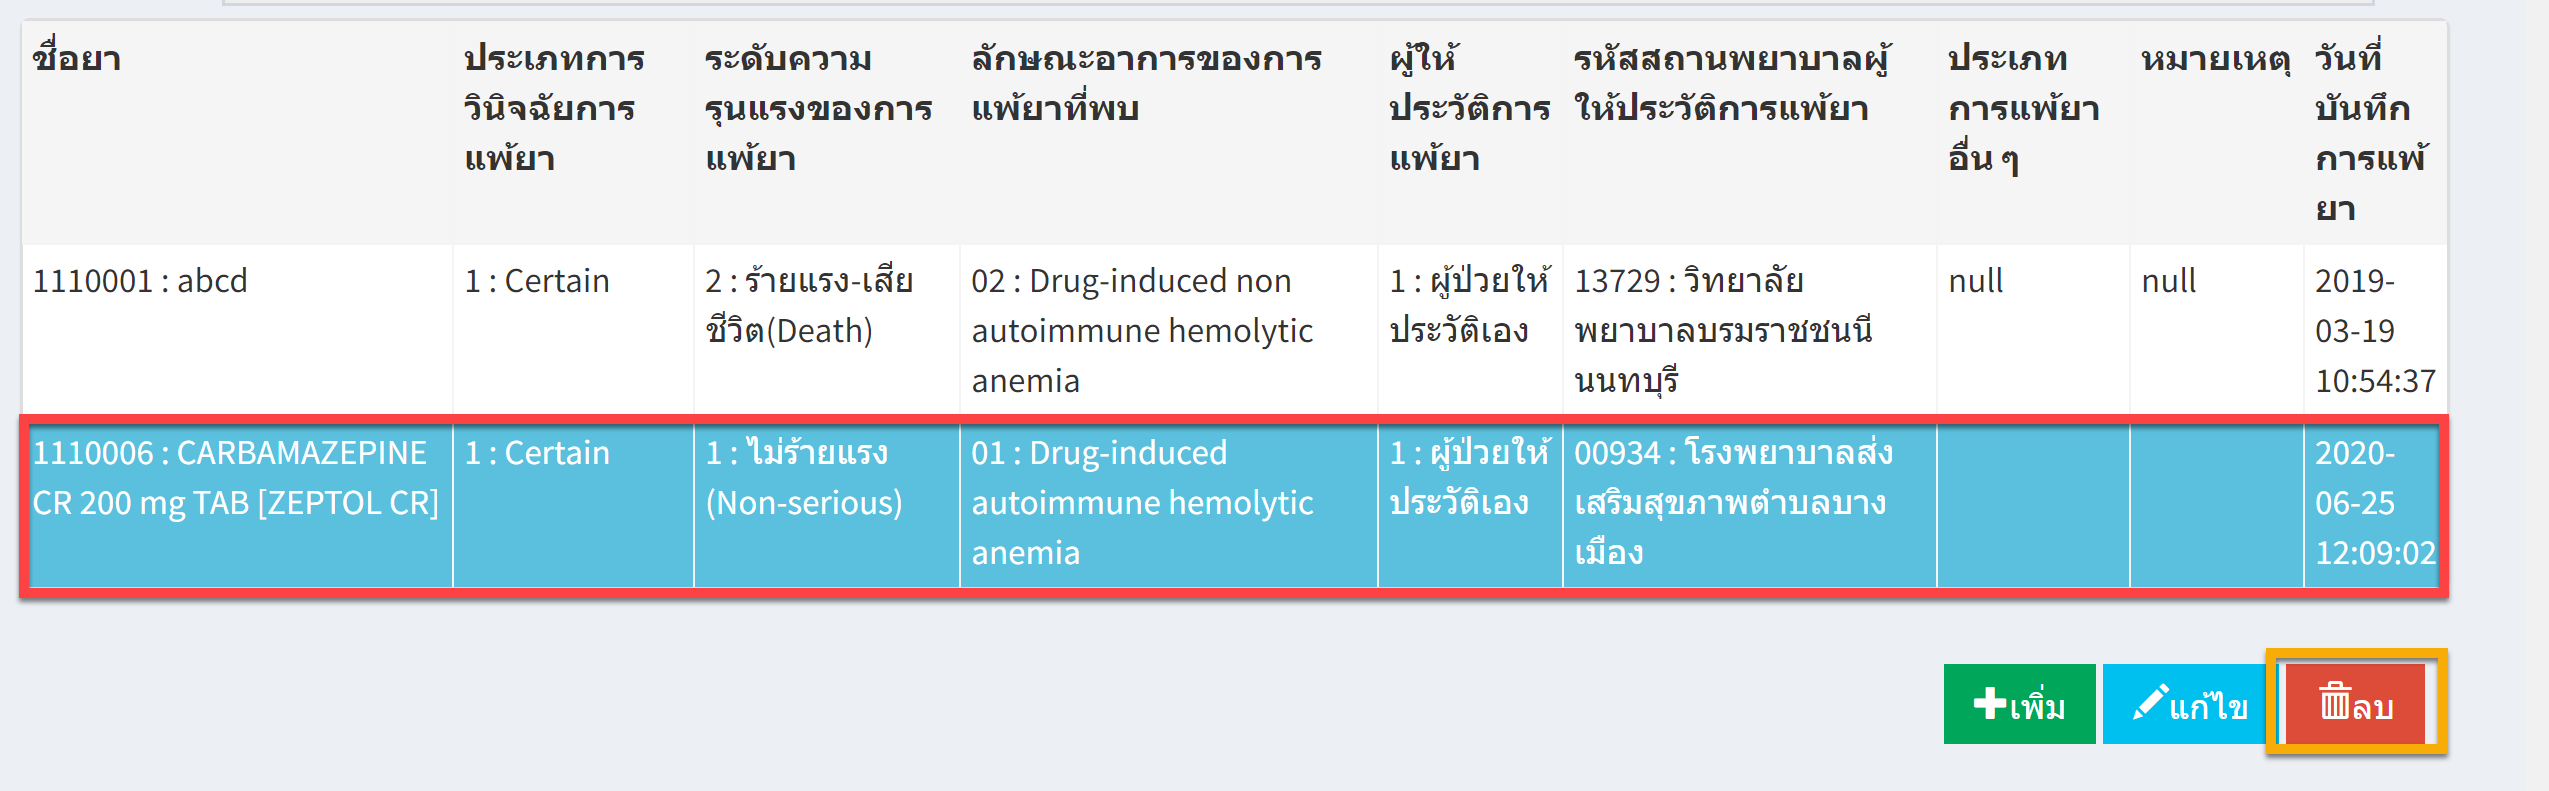 ชื่อยา
ประเภทการ
วินิจฉัยการ
แพ้ยา
ระดับความ
รุนแรงของการ
แพ้ยา
ลักษณะอาการของการ
แพ้ยาที่พบ
ผู้ให้
ประวัติการ
แพ้ยา
รหัสสถานพยาบาลผู้
ให้ประวัติการแพ้ยา
ประเภท
การแพ้ยา
อื่น ๆ
หมายเหตุ
วันที่
บันทึก
การแพ้
ยา
1110001 : abcd
1 : Certain
2 : ร้ายแรง-เสีย
ชีวิต(Death)
02 : Drug-induced non
autoimmune hemolytic
anemia
1 : ผู้ป่วยให้
ประวัติเอง
13729 : วิทยาลัย
พยาบาลบรมราชชนนี
นนทบุรี
null
null
2019-
03-19
10:54:37
1110006 : CARBAMAZEPINE
CR 200 mg TAB [ZEPTOL CR]
1 : Certain
1 : ไม่ร้ายแรง
(Non-serious)
01 : Drug-induced
autoimmune hemolytic
anemia
1 : ผู้ป่วยให้
ประวัติเอง
00934 : โรงพยาบาลส่ง
เสริมสุขภาพตำบลบาง
เมือง
2020-
06-25
12:09:02
เพิ่ม
แก้ไข
ลบ